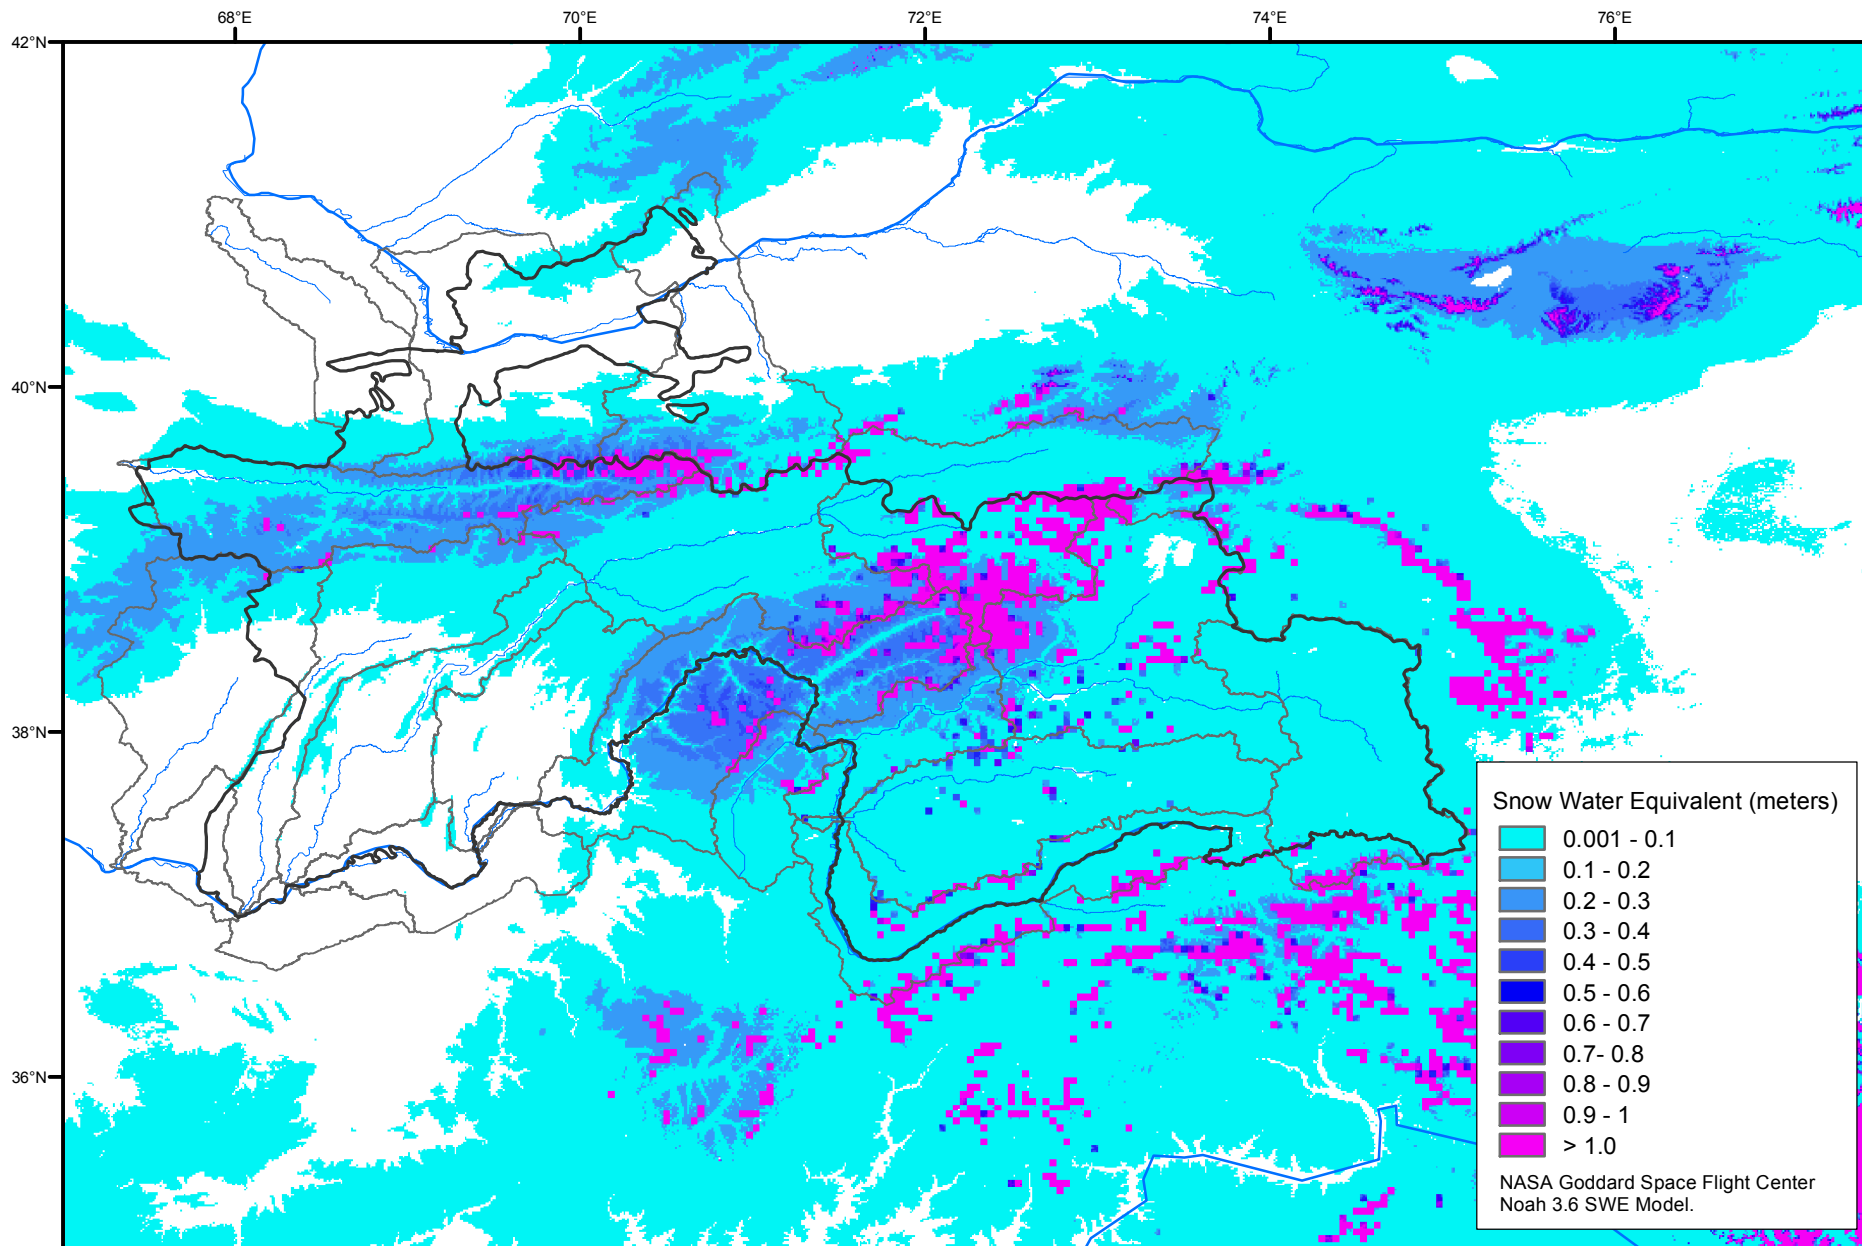 68°E
70°E
72°E
74°E
76°E
42°N
40°N
38°N
36°N
Snow Water Equivalent (meters)
0.001 - 0.1
0.1 - 0.2
0.2 - 0.3
0.3 - 0.4
0.4 - 0.5
0.5 - 0.6
0.6 - 0.7
0.7- 0.8
0.8 - 0.9
0.9 - 1
> 1.0
NASA Goddard Space Flight Center
Noah 3.6 SWE Model.